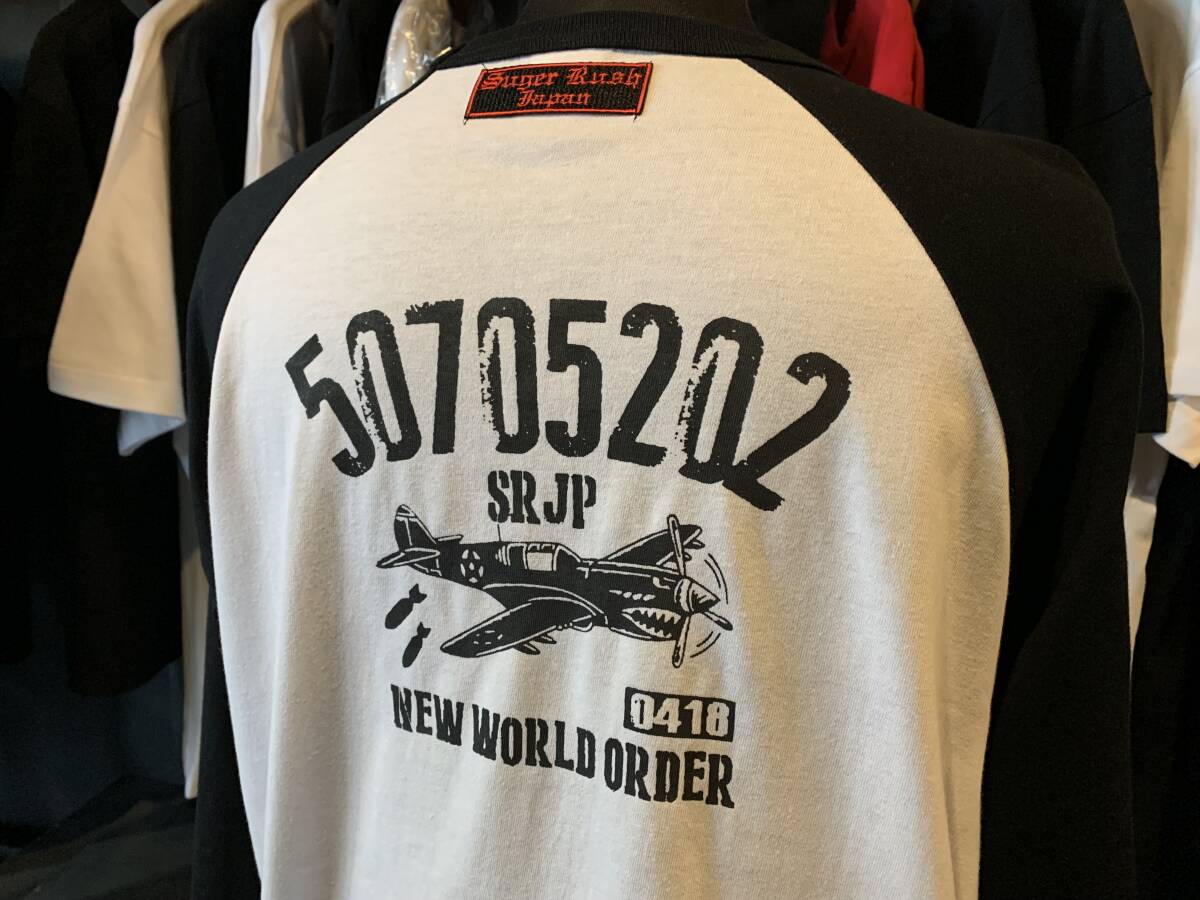 Suger Rush
Japan
50705202
SRJP
0418
NEW WORLD ORDER